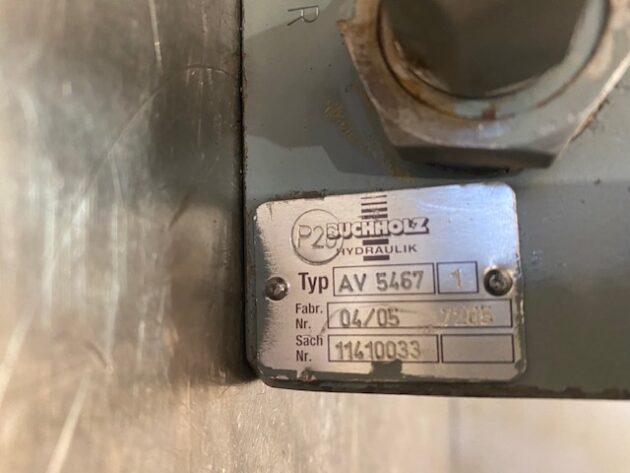 R
BUCHHOLZ
HYDRAULIK
Typ AV 5467 1
Fabr. Nr. 04/05
Sach Nr. 11410033